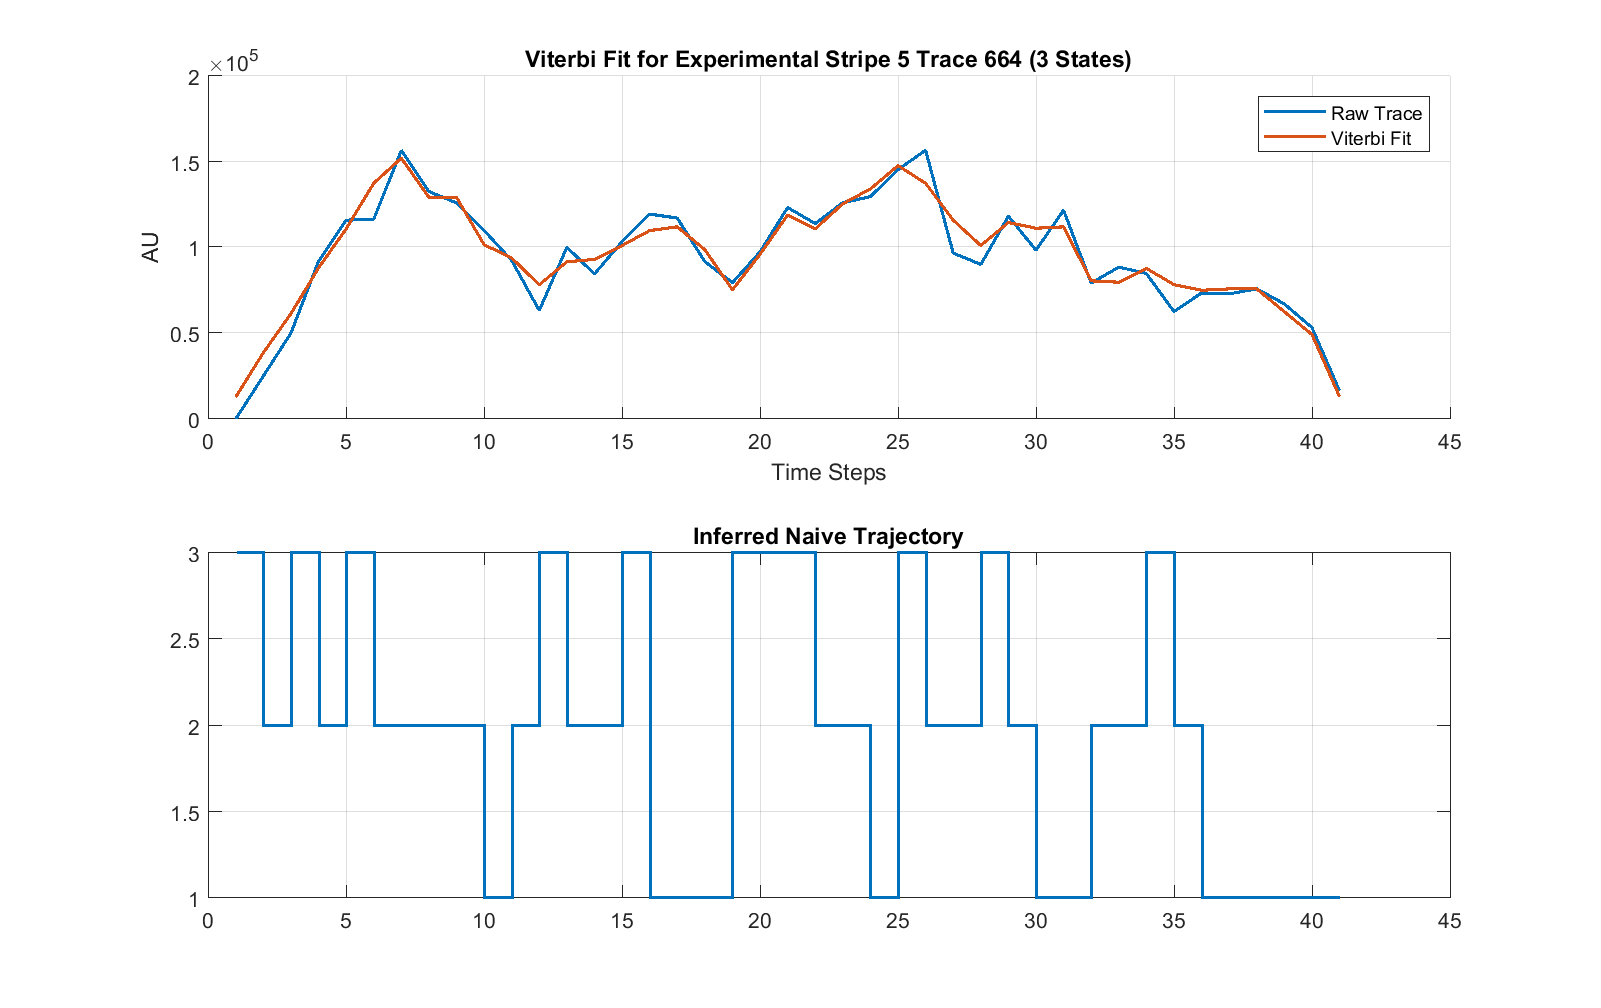 Viterbi Fit for Experimental Stripe 5 Trace 664 (3 States)
×10⁵
2
1.5
1
0.5
0
AU
Raw Trace
Viterbi Fit
0 5 10 15 20 25 30 35 40 45
Time Steps
Inferred Naive Trajectory
3
2.5
2
1.5
1
0 5 10 15 20 25 30 35 40 45